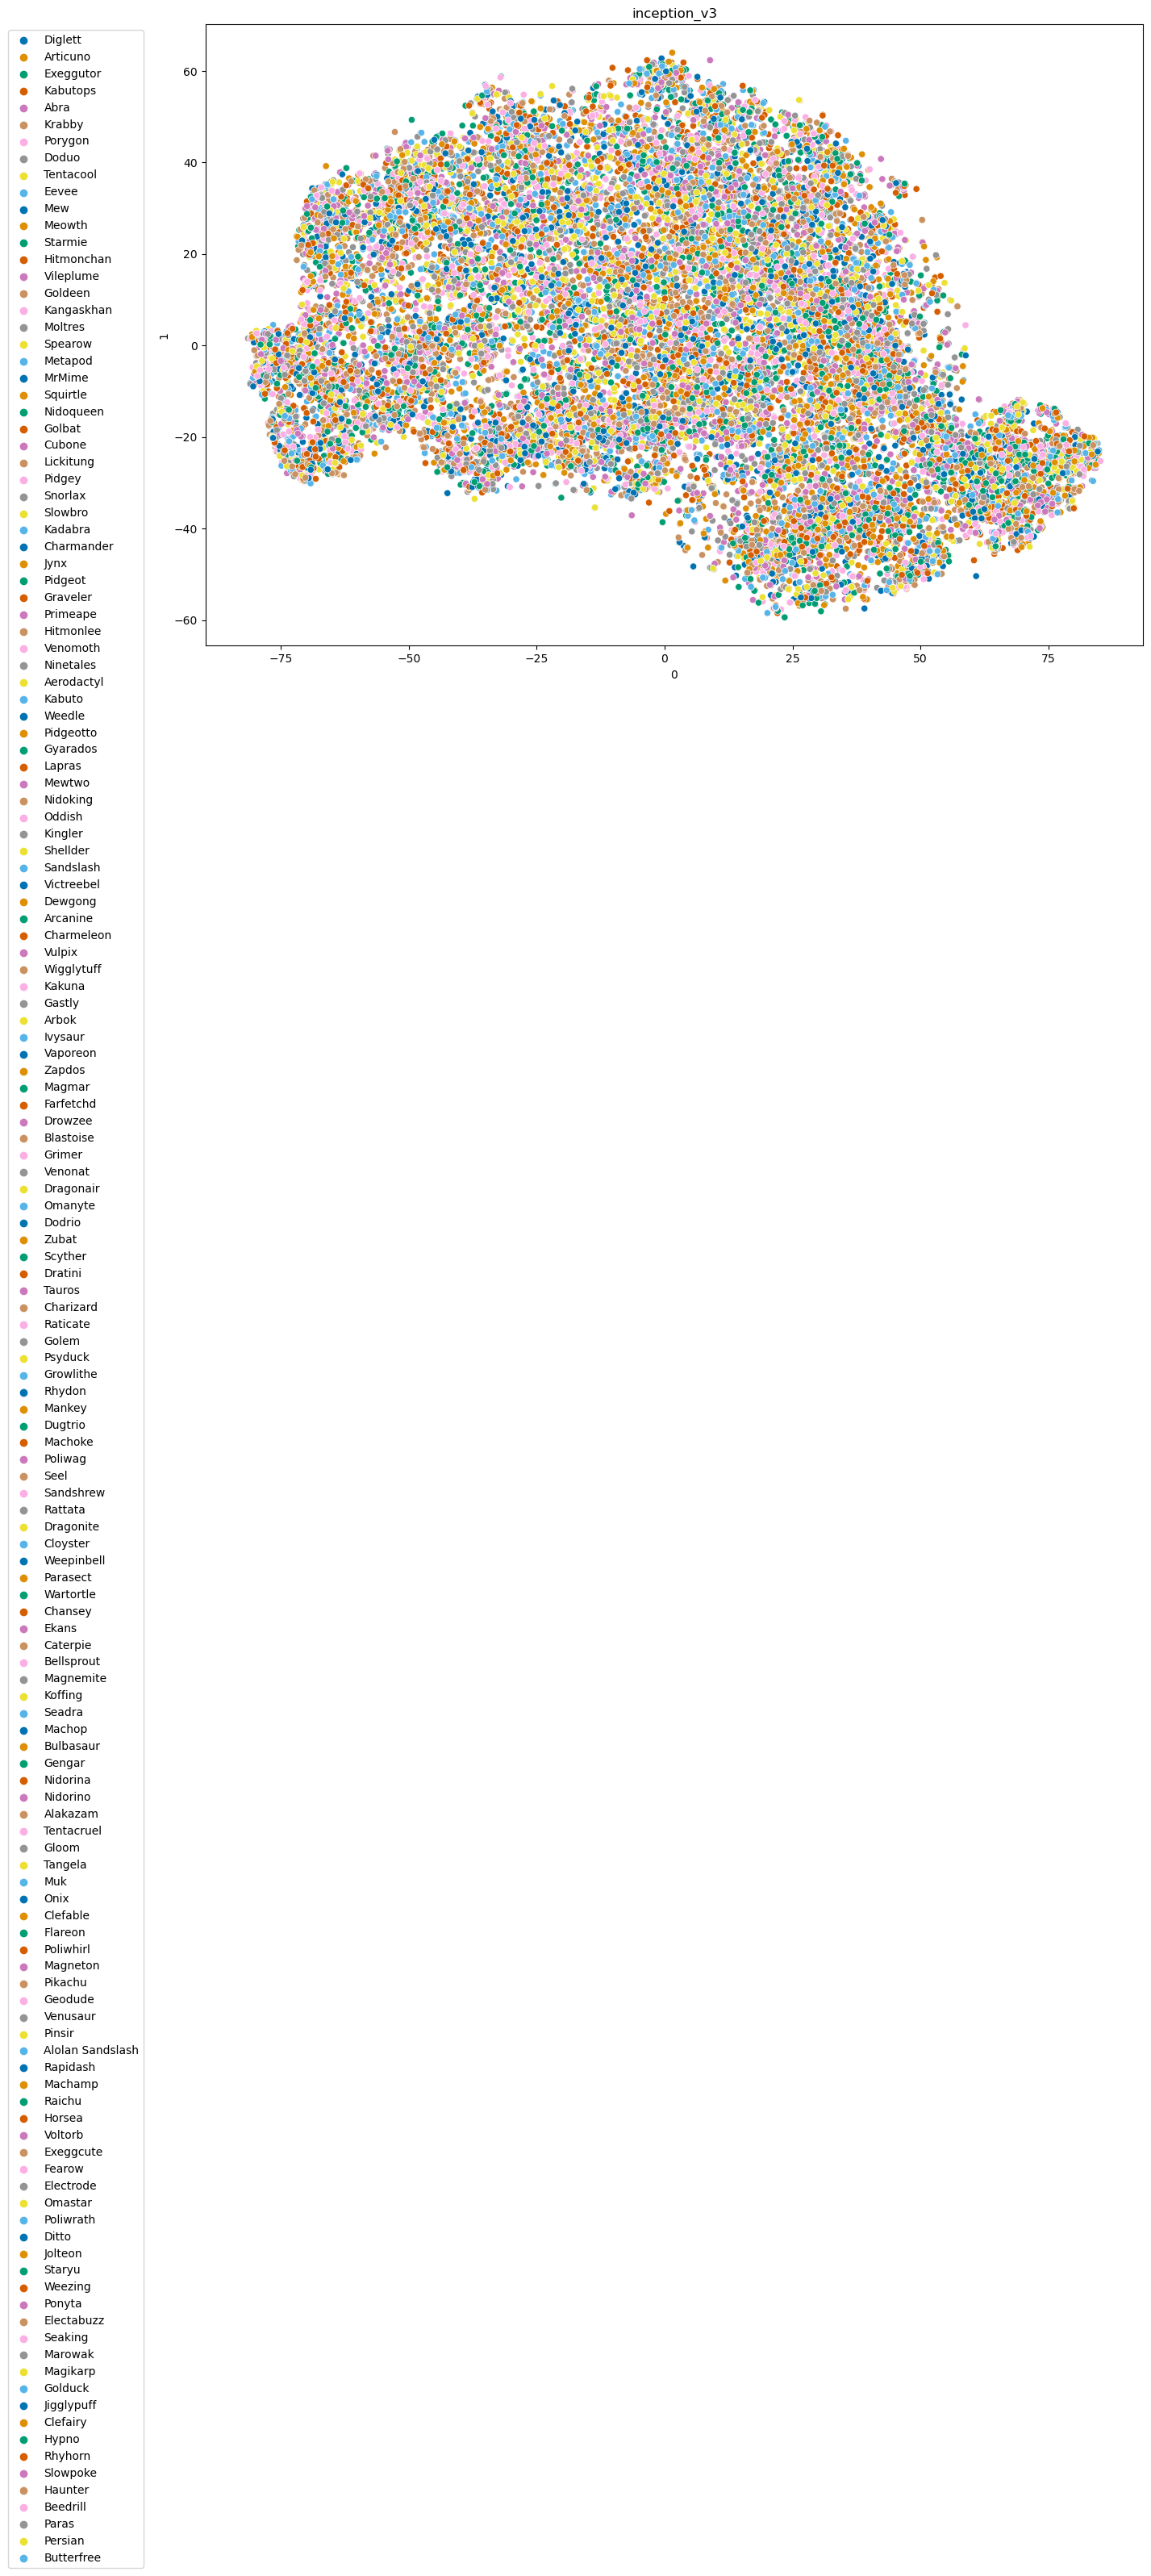 inception_v3
Diglett
Articuno
Exeggutor
Kabutops
Abra
Krabby
Porygon
Doduo
Tentacool
Eevee
Mew
Meowth
Starmie
Hitmonchan
Vileplume
Goldeen
Kangaskhan
Moltres
Spearow
Metapod
MrMime
Squirtle
Nidoqueen
Golbat
Cubone
Lickitung
Pidgey
Snorlax
Slowbro
Kadabra
Charmander
Jynx
Pidgeot
Graveler
Primeape
Hitmonlee
Venomoth
Ninetales
Aerodactyl
Kabuto
Weedle
Pidgeotto
Gyarados
Lapras
Mewtwo
Nidoking
Oddish
Kingler
Shellder
Sandslash
Victreebel
Dewgong
Arcanine
Charmeleon
Vulpix
Wigglytuff
Kakuna
Gastly
Arbok
Ivysaur
Vaporeon
Zapdos
Magmar
Farfetchd
Drowzee
Blastoise
Grimer
Venonat
Dragonair
Omanyte
Dodrio
Zubat
Scyther
Dratini
Tauros
Charizard
Raticate
Golem
Psyduck
Growlithe
Rhydon
Mankey
Dugtrio
Machoke
Poliwag
Seel
Sandshrew
Rattata
Dragonite
Cloyster
Weepinbell
Parasect
Wartortle
Chansey
Ekans
Caterpie
Bellsprout
Magnemite
Koffing
Seadra
Machop
Bulbasaur
Gengar
Nidorina
Nidorino
Alakazam
Tentacruel
Gloom
Tangela
Muk
Onix
Clefable
Flareon
Poliwhirl
Magneton
Pikachu
Geodude
Venusaur
Pinsir
Alolan Sandslash
Rapidash
Machamp
Raichu
Horsea
Voltorb
Exeggcute
Fearow
Electrode
Omastar
Poliwrath
Ditto
Jolteon
Staryu
Weezing
Ponyta
Electabuzz
Seaking
Marowak
Magikarp
Golduck
Jigglypuff
Clefairy
Hypno
Rhyhorn
Slowpoke
Haunter
Beedrill
Paras
Persian
Butterfree
1
60
40
20
0
−20
−40
−60
−75 −50 −25 0 25 50 75
0